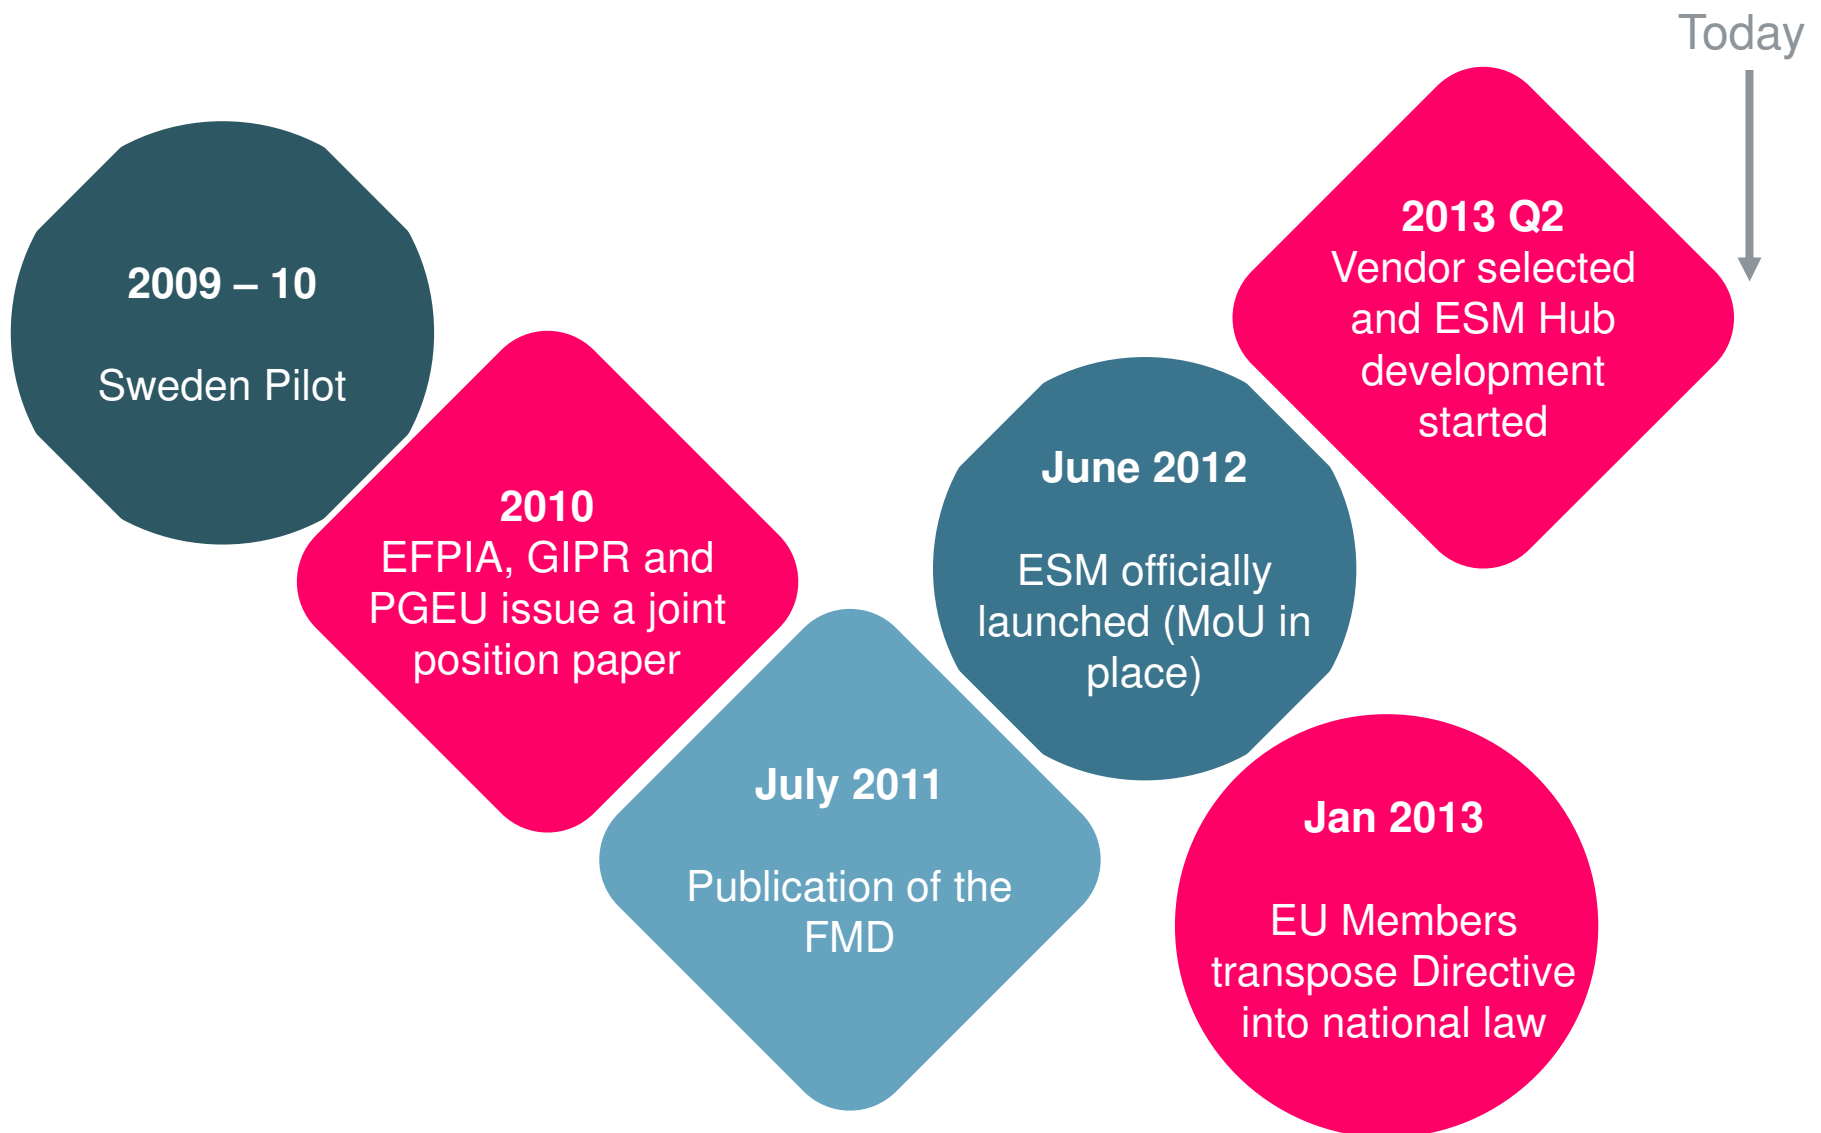 Today
2009 – 10
Sweden Pilot
2010
EFPIA, GIPR and
PGEU issue a joint
position paper
July 2011
Publication of the
FMD
June 2012
ESM officially
launched (MoU in
place)
Jan 2013
EU Members
transpose Directive
into national law
2013 Q2
Vendor selected
and ESM Hub
development
started